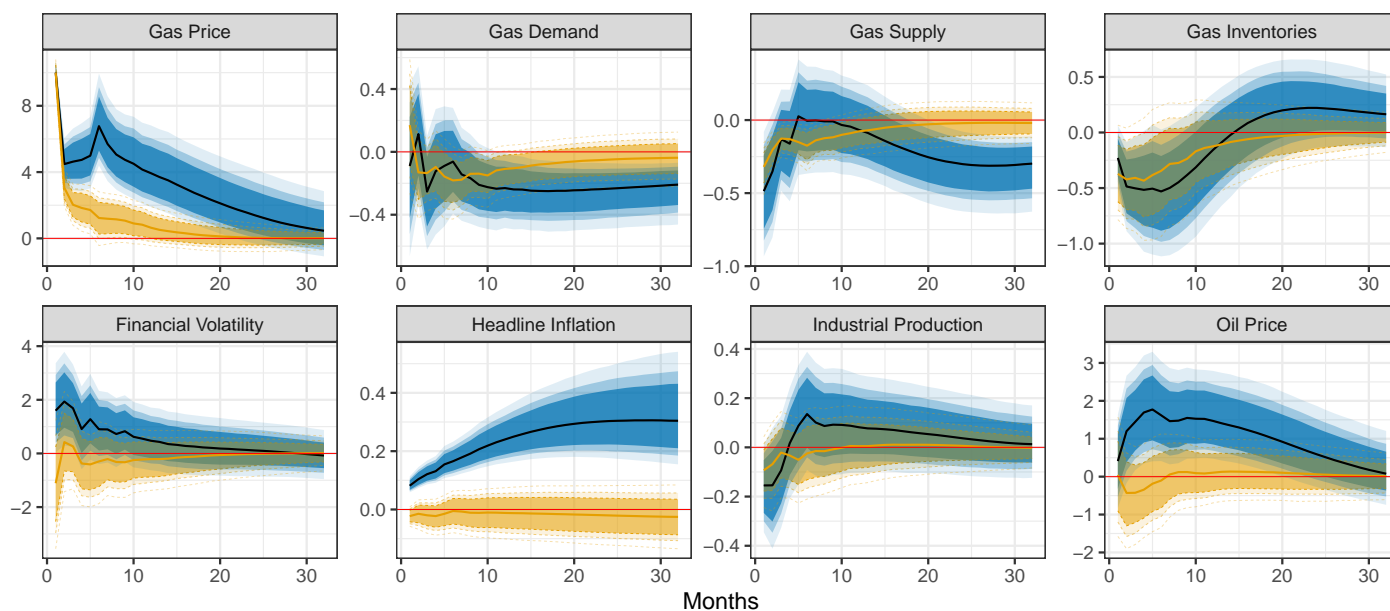 Gas Price
Gas Demand
Gas Supply
Gas Inventories
8
4
0
0.4
0.0
−0.4
0.0
−0.5
−1.0
0.5
0.0
−0.5
−1.0
0 10 20 30
0 10 20 30
0 10 20 30
0 10 20 30
Financial Volatility
Headline Inflation
Industrial Production
Oil Price
4
2
0
−2
0.4
0.2
0.0
0.4
0.2
0.0
−0.2
−0.4
3
2
1
0
−1
−2
0 10 20 30
0 10 20 30
0 10 20 30
0 10 20 30
Months